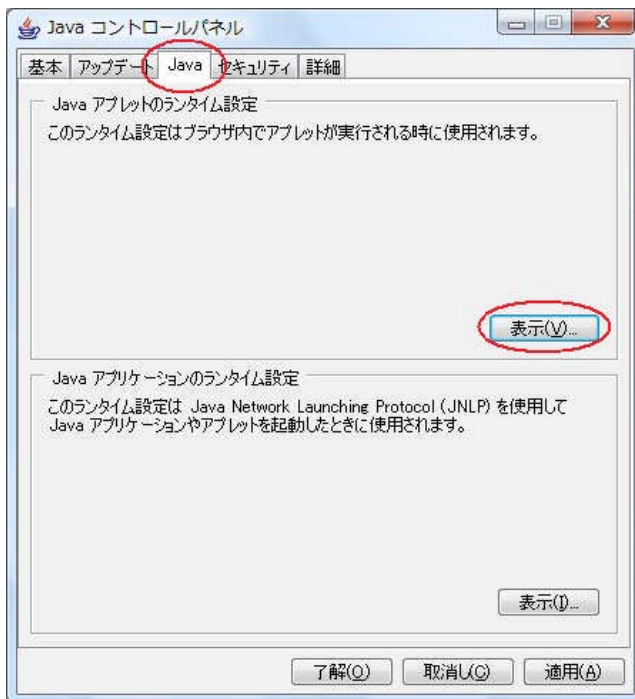 Java コントロールパネル
基本 アップデート Java セキュリティ 詳細
Java アプレットのランタイム設定
このランタイム設定はブラウザ内でアプレットが実行される時に使用されます。
表示(V)...
Java アプリケーションのランタイム設定
このランタイム設定は Java Network Launching Protocol (JNLP) を使用して
Java アプリケーションやアプレットを起動したときに使用されます。
表示(I)...
了解(O) 取消し(C) 適用(A)